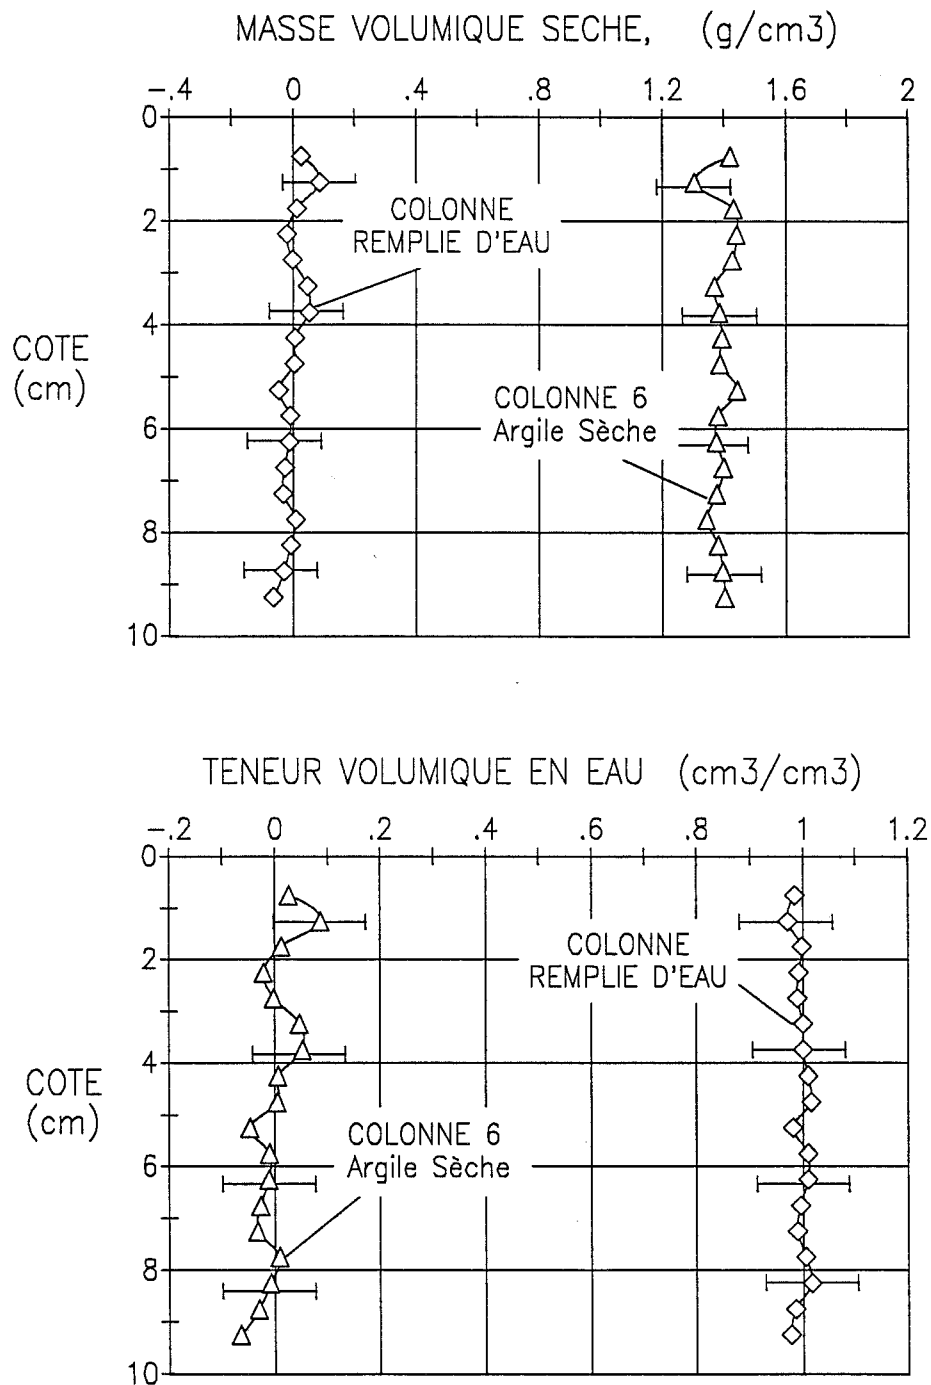 MASSE VOLUMIQUE SECHE, (g/cm3)
-.4 0 .4 .8 1.2 1.6 2
0
COLONNE
REMPLIE D'EAU
2
4
COTE
(cm)
COLONNE 6
Argile Sèche
6
8
10
TENEUR VOLUMIQUE EN EAU (cm3/cm3)
-.2 0 .2 .4 .6 .8 1 1.2
0
COLONNE
REMPLIE D'EAU
2
4
COTE
(cm)
COLONNE 6
Argile Sèche
6
8
10